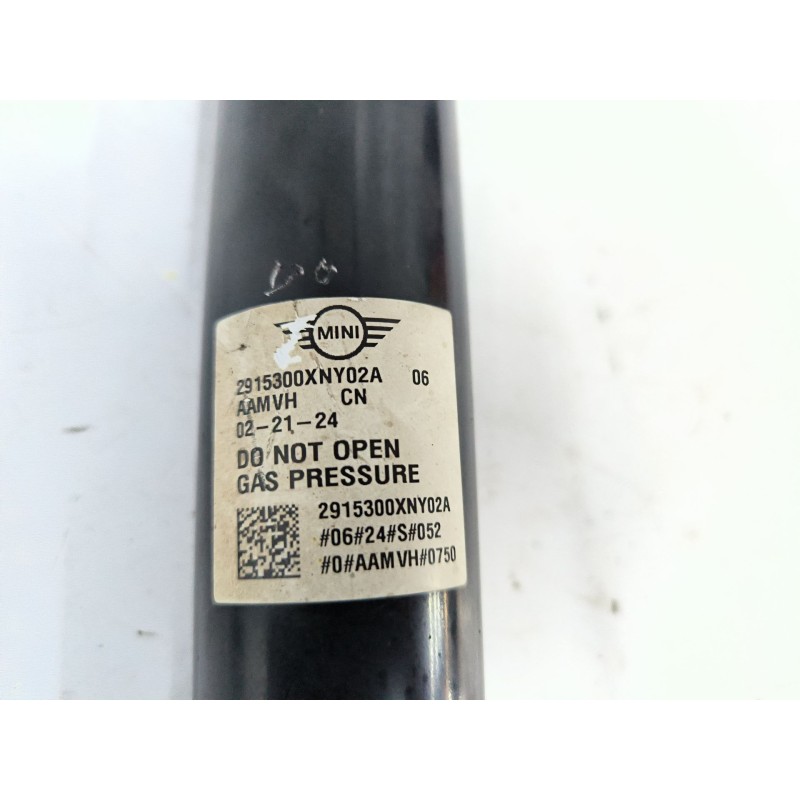 MINI
2915300XNY02A 06
AAMVH CN
02-21-24
DO NOT OPEN
GAS PRESSURE
2915300XNY02A
#06#24#S#052
#0#AAMVH#0750